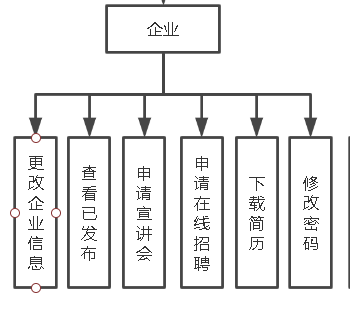 企业
更改企业信息
查看已发布
申请宣讲会
申请在线招聘
下载简历
修改密码